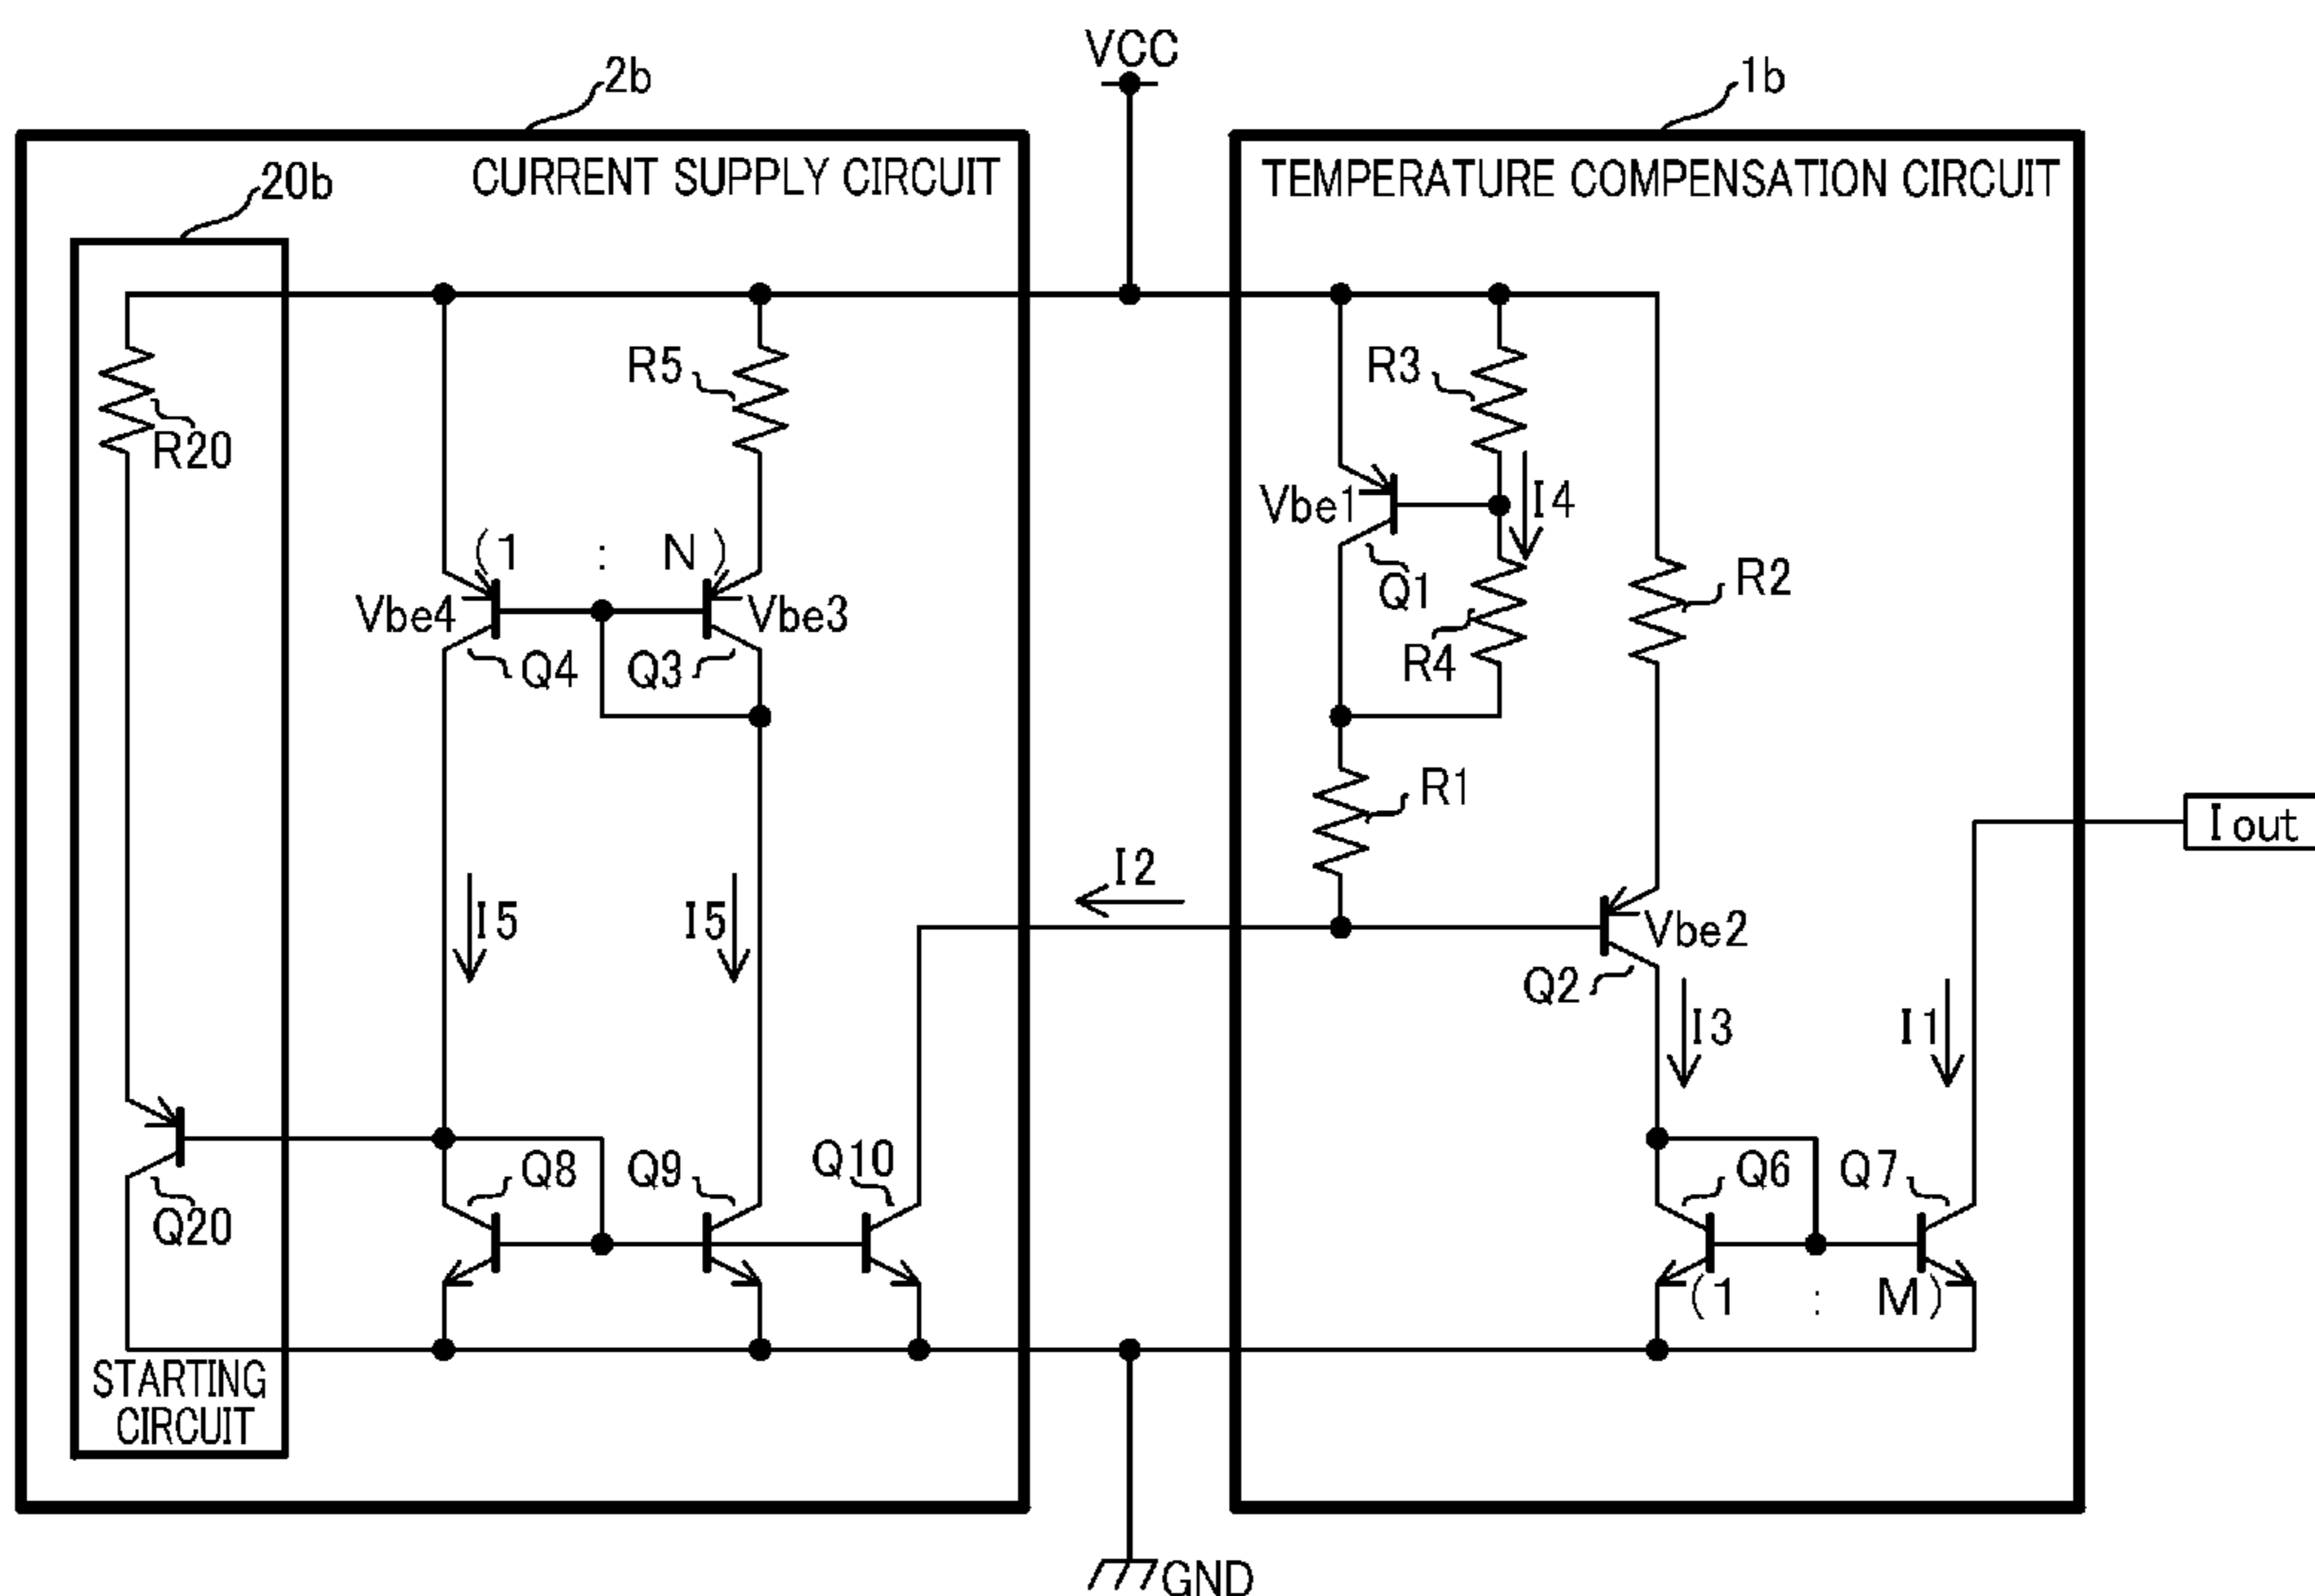 VCC
2b
1b
CURRENT SUPPLY CIRCUIT
TEMPERATURE COMPENSATION CIRCUIT
20b
R5
R3
R20
Vbe1
I4
(1 : N)
Q1
R2
Vbe4
Vbe3
Q4
Q3
R4
R1
Iout
I2
I5
I5
Vbe2
Q2
I3
I1
Q8
Q9
Q10
Q6
Q7
Q20
(1 : M)
STARTING
CIRCUIT
GND